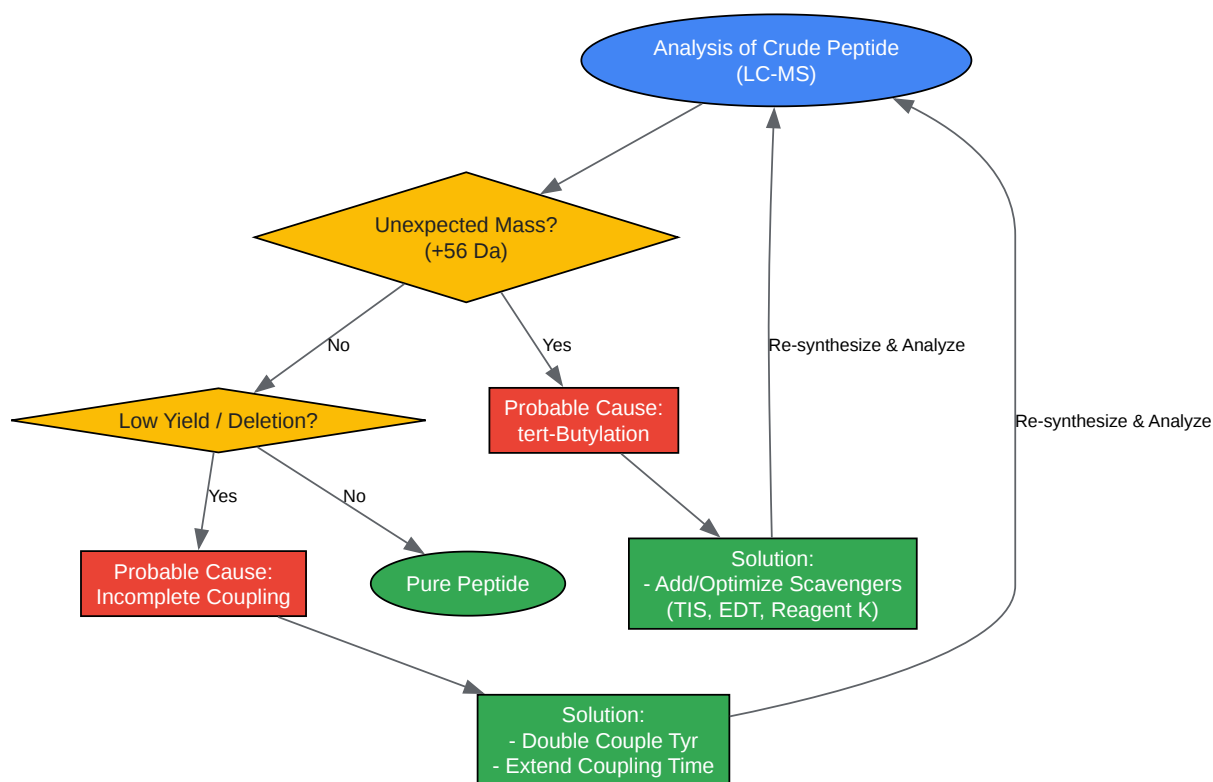 Analysis of Crude Peptide
(LC-MS)
Unexpected Mass?
(+56 Da)
No
Yes
Re-synthesize & Analyze
Low Yield / Deletion?
Probable Cause:
tert-Butylation
Re-synthesize & Analyze
Yes
No
Probable Cause:
Incomplete Coupling
Pure Peptide
Solution:
- Add/Optimize Scavengers
(TIS, EDT, Reagent K)
Solution:
- Double Couple Tyr
- Extend Coupling Time